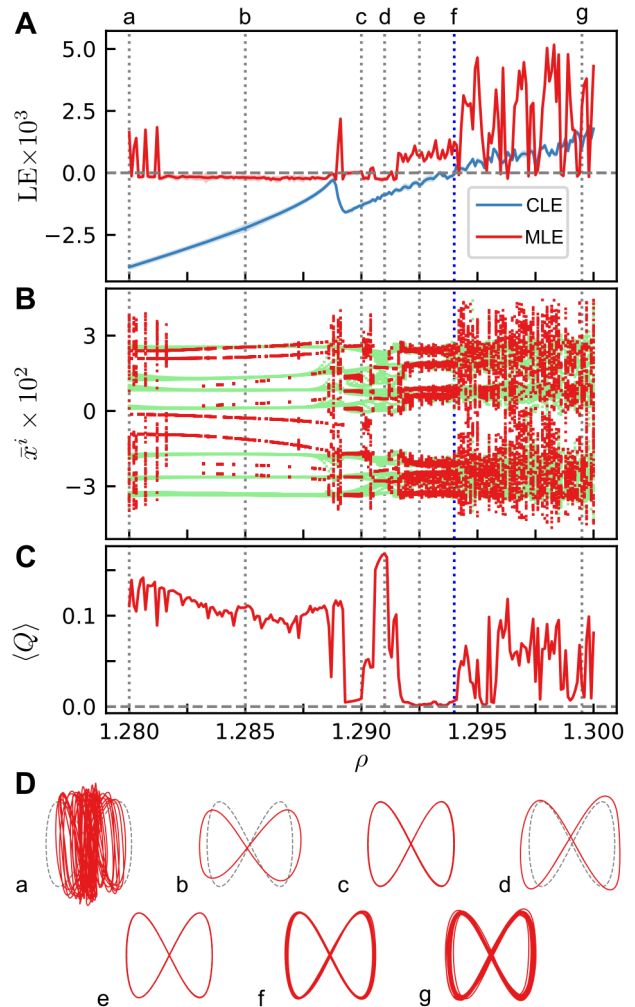 A
a b c d e f g
LE×10³
5.0
2.5
0.0
−2.5
CLE
MLE
B
x̄ⁱ × 10²
3
0
−3
C
⟨Q⟩
0.1
0.0
1.280 1.285 1.290 1.295 1.300
ρ
D
a b c d
e f g